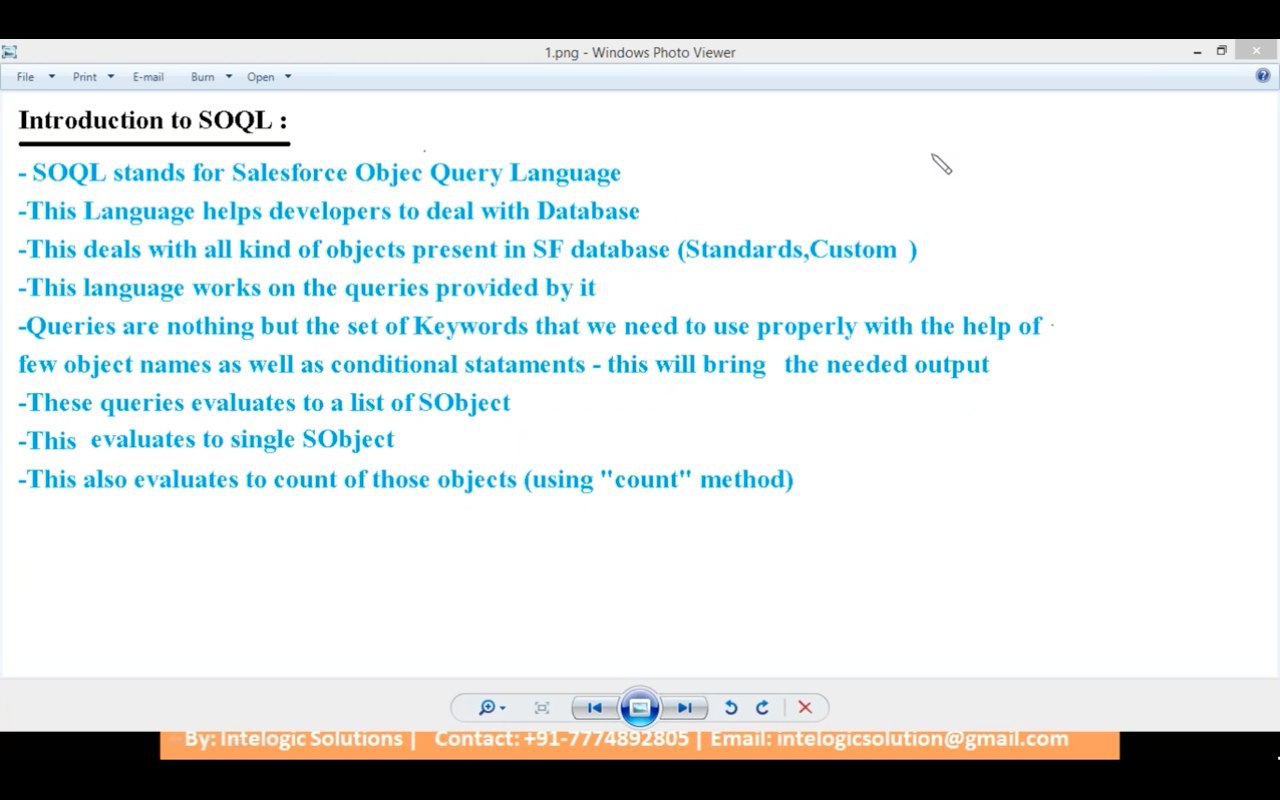 1.png - Windows Photo Viewer
File Print E-mail Burn Open
Introduction to SOQL :
- SOQL stands for Salesforce Objec Query Language
-This Language helps developers to deal with Database
-This deals with all kind of objects present in SF database (Standards,Custom )
-This language works on the queries provided by it
-Queries are nothing but the set of Keywords that we need to use properly with the help of
few object names as well as conditional stataments - this will bring the needed output
-These queries evaluates to a list of SObject
-This evaluates to single SObject
-This also evaluates to count of those objects (using "count" method)
By: Intelogic Solutions | Contact: +91-7774892805 | Email: intelogicsolution@gmail.com